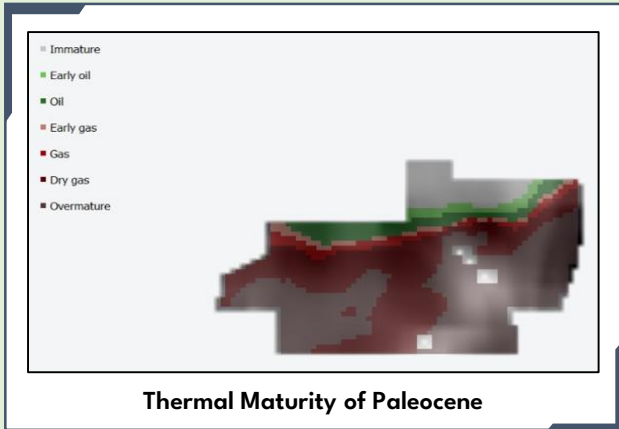 Immature
Early oil
Oil
Early gas
Gas
Dry gas
Overmature
Thermal Maturity of Paleocene